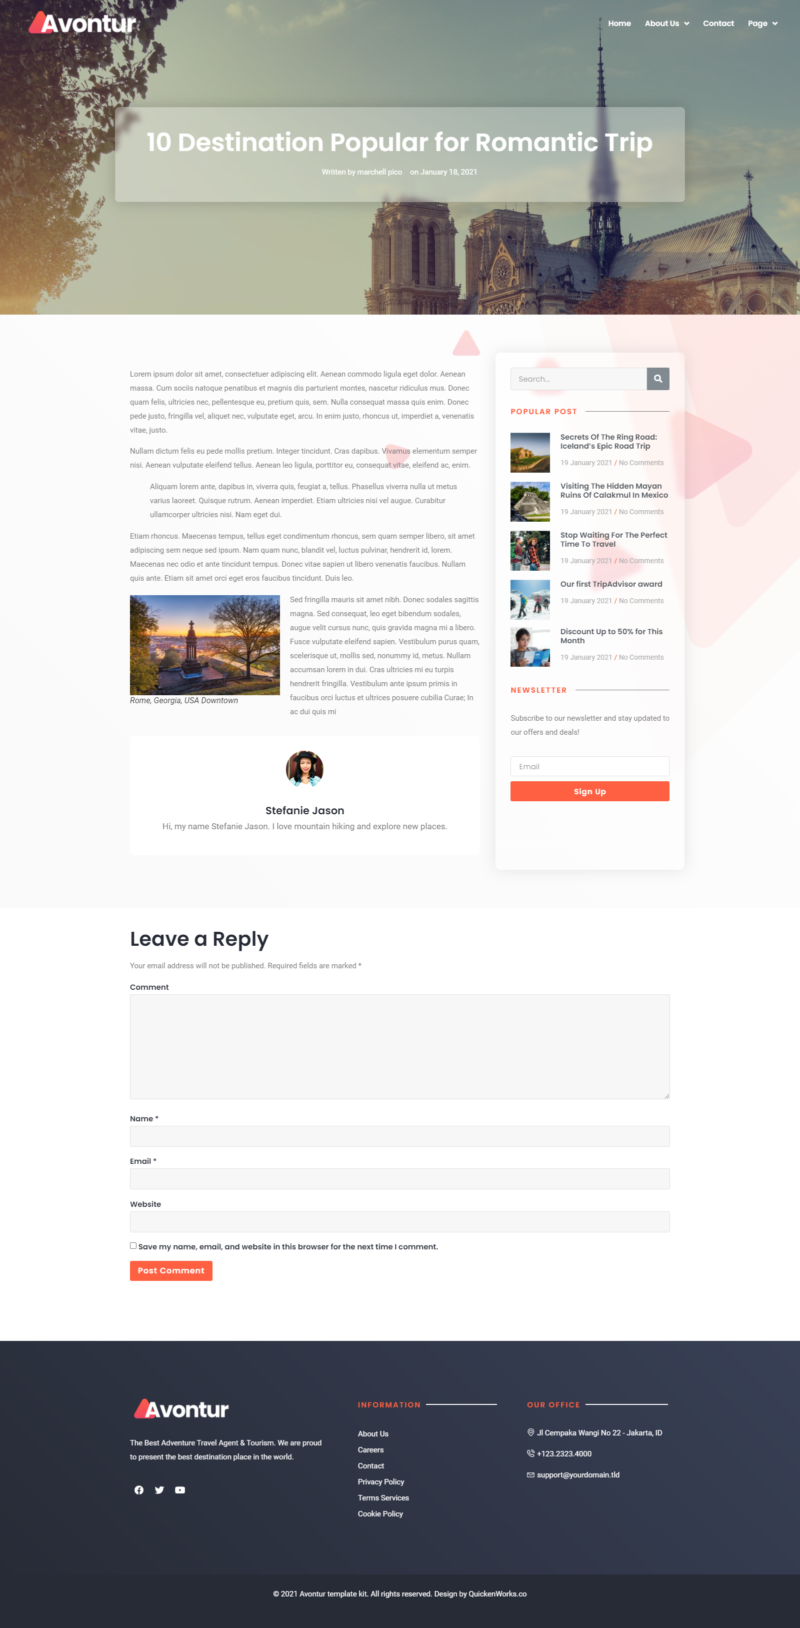 Avontur
Home
About Us
Contact
Page
10 Destination Popular for Romantic Trip
Written by marchell pico on January 18, 2021
Lorem ipsum dolor sit amet, consectetuer adipiscing elit. Aenean commodo ligula eget dolor. Aenean
massa. Cum sociis natoque penatibus et magnis dis parturient montes, nascetur ridiculus mus. Donec
quam felis, ultricies nec, pellentesque eu, pretium quis, sem. Nulla consequat massa quis enim. Donec
pede justo, fringilla vel, aliquet nec, vulputate eget, arcu. In enim justo, rhoncus ut, imperdiet a, venenatis
vitae, justo.
Nullam dictum felis eu pede mollis pretium. Integer tincidunt. Cras dapibus. Vivamus elementum semper
nisi. Aenean vulputate eleifend tellus. Aenean leo ligula, porttitor eu, consequat vitae, eleifend ac, enim.
Aliquam lorem ante, dapibus in, viverra quis, feugiat a, tellus. Phasellus viverra nulla ut metus
varius laoreet. Quisque rutrum. Aenean imperdiet. Etiam ultricies nisi vel augue. Curabitur
ullamcorper ultricies nisi. Nam eget dui.
Etiam rhoncus. Maecenas tempus, tellus eget condimentum rhoncus, sem quam semper libero, sit amet
adipiscing sem neque sed ipsum. Nam quam nunc, blandit vel, luctus pulvinar, hendrerit id, lorem.
Maecenas nec odio et ante tincidunt tempus. Donec vitae sapien ut libero venenatis faucibus. Nullam
quis ante. Etiam sit amet orci eget eros faucibus tincidunt. Duis leo.
Sed fringilla mauris sit amet nibh. Donec sodales sagittis
magna. Sed consequat, leo eget bibendum sodales,
augue velit cursus nunc, quis gravida magna mi a libero.
Fusce vulputate eleifend sapien. Vestibulum purus quam,
scelerisque ut, mollis sed, nonummy id, metus. Nullam
accumsan lorem in dui. Cras ultricies mi eu turpis
hendrerit fringilla. Vestibulum ante ipsum primis in
faucibus orci luctus et ultrices posuere cubilia Curae; In
ac dui quis mi
Rome, Georgia, USA Downtown
Stefanie Jason
Hi, my name Stefanie Jason. I love mountain hiking and explore new places.
Search...
POPULAR POST
Secrets Of The Ring Road:
Iceland's Epic Road Trip
19 January 2021 / No Comments
Visiting The Hidden Mayan
Ruins Of Calakmul In Mexico
19 January 2021 / No Comments
Stop Waiting For The Perfect
Time To Travel
19 January 2021 / No Comments
Our first TripAdvisor award
19 January 2021 / No Comments
Discount Up to 50% for This
Month
19 January 2021 / No Comments
NEWSLETTER
Subscribe to our newsletter and stay updated to
our offers and deals!
Email
Sign Up
Leave a Reply
Your email address will not be published. Required fields are marked *
Comment
Name *
Email *
Website
Save my name, email, and website in this browser for the next time I comment.
Post Comment
Avontur
The Best Adventure Travel Agent & Tourism. We are proud
to present the best destination place in the world.
INFORMATION
About Us
Careers
Contact
Privacy Policy
Terms Services
Cookie Policy
OUR OFFICE
Jl Cempaka Wangi No 22 - Jakarta, ID
+123.2323.4000
support@yourdomain.tld
© 2021 Avontur template kit. All rights reserved. Design by QuickenWorks.co